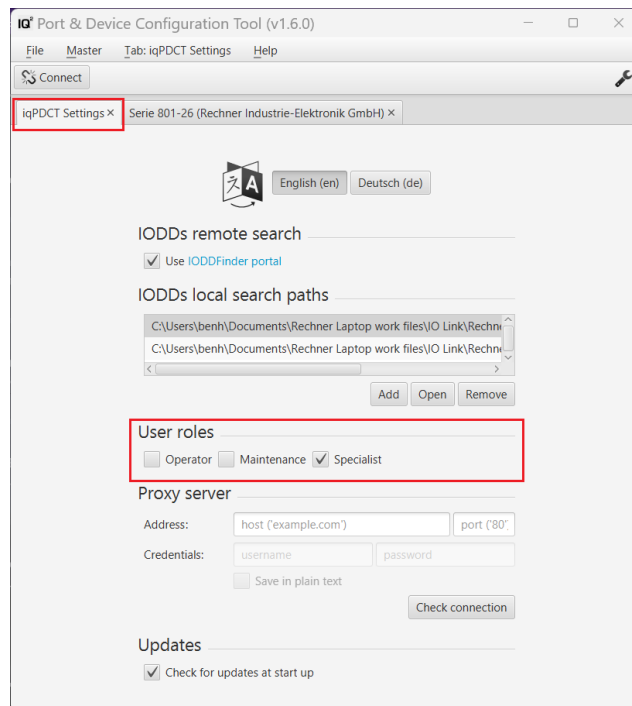 IQ² Port & Device Configuration Tool (v1.6.0)
File Master Tab: iqPDCT Settings Help
Connect
iqPDCT Settings × Serie 801-26 (Rechner Industrie-Elektronik GmbH) ×
English (en) Deutsch (de)
IODDs remote search
Use IODDFinder portal
IODDs local search paths
C:\Users\benh\Documents\Rechner Laptop work files\IO Link\Rechne
C:\Users\benh\Documents\Rechner Laptop work files\IO Link\Rechne
Add Open Remove
User roles
Operator Maintenance Specialist
Proxy server
Address: host ('example.com') port ('80'
Credentials: username password
Save in plain text
Check connection
Updates
Check for updates at start up